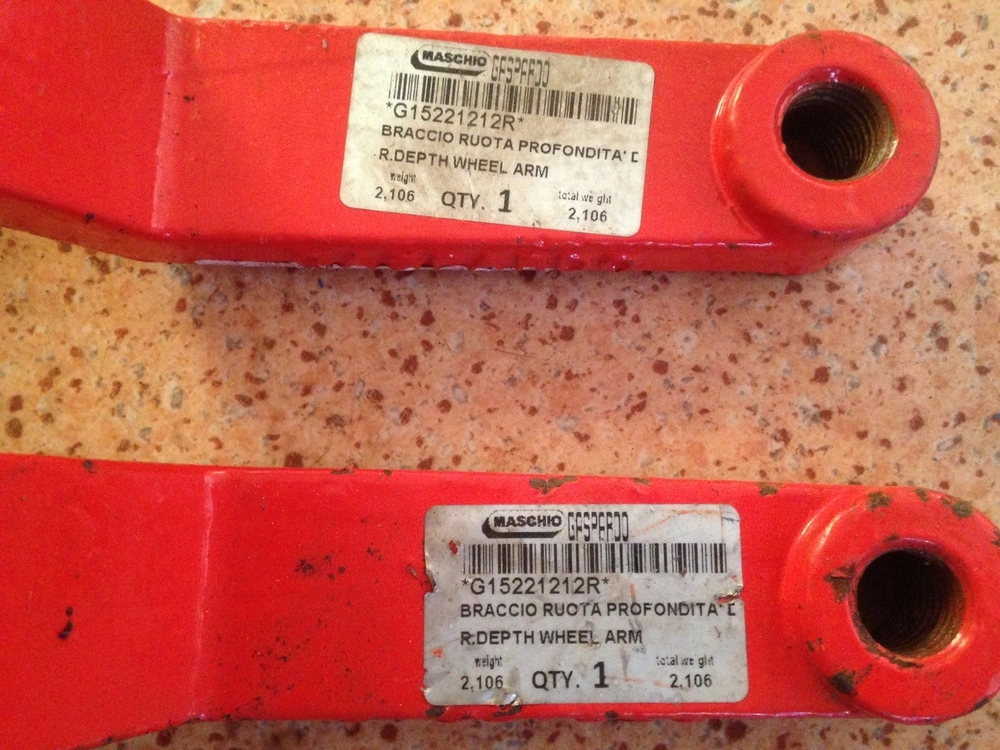 MASCHIO GASPARDO
*G15221212R*
BRACCIO RUOTA PROFONDITA' D
R.DEPTH WHEEL ARM
weight total weight
2,106 QTY. 1 2,106
MASCHIO GASPARDO
*G15221212R*
BRACCIO RUOTA PROFONDITA' D
R.DEPTH WHEEL ARM
weight total weight
2,106 QTY. 1 2,106